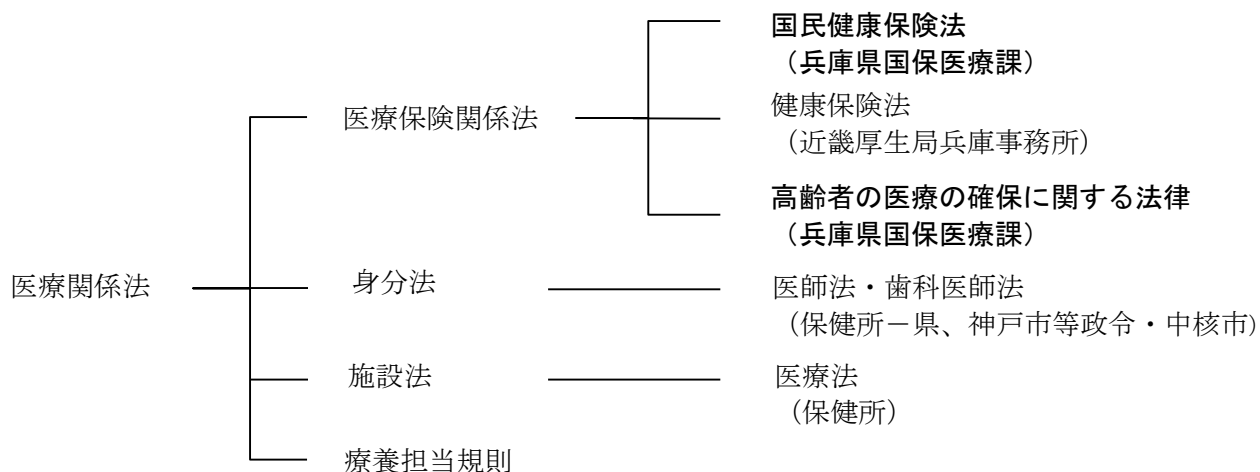 国民健康保険法
（兵庫県国保医療課）
医療保険関係法
健康保険法
（近畿厚生局兵庫事務所）
高齢者の医療の確保に関する法律
（兵庫県国保医療課）
医療関係法
身分法
医師法・歯科医師法
（保健所－県、神戸市等政令・中核市)
施設法
医療法
（保健所）
療養担当規則